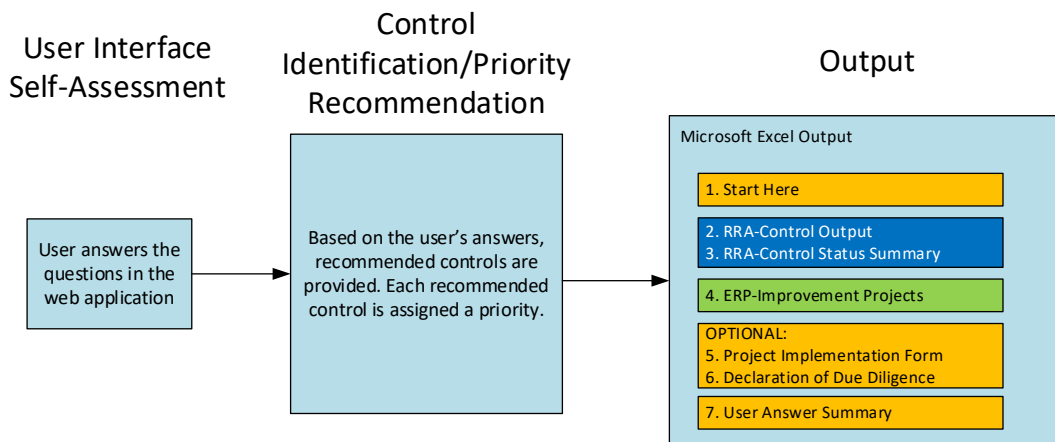 User Interface
Self-Assessment
Control
Identification/Priority
Recommendation
Output
User answers the
questions in the
web application
Based on the user's answers,
recommended controls are
provided. Each recommended
control is assigned a priority.
Microsoft Excel Output
1. Start Here
2. RRA-Control Output
3. RRA-Control Status Summary
4. ERP-Improvement Projects
OPTIONAL:
5. Project Implementation Form
6. Declaration of Due Diligence
7. User Answer Summary